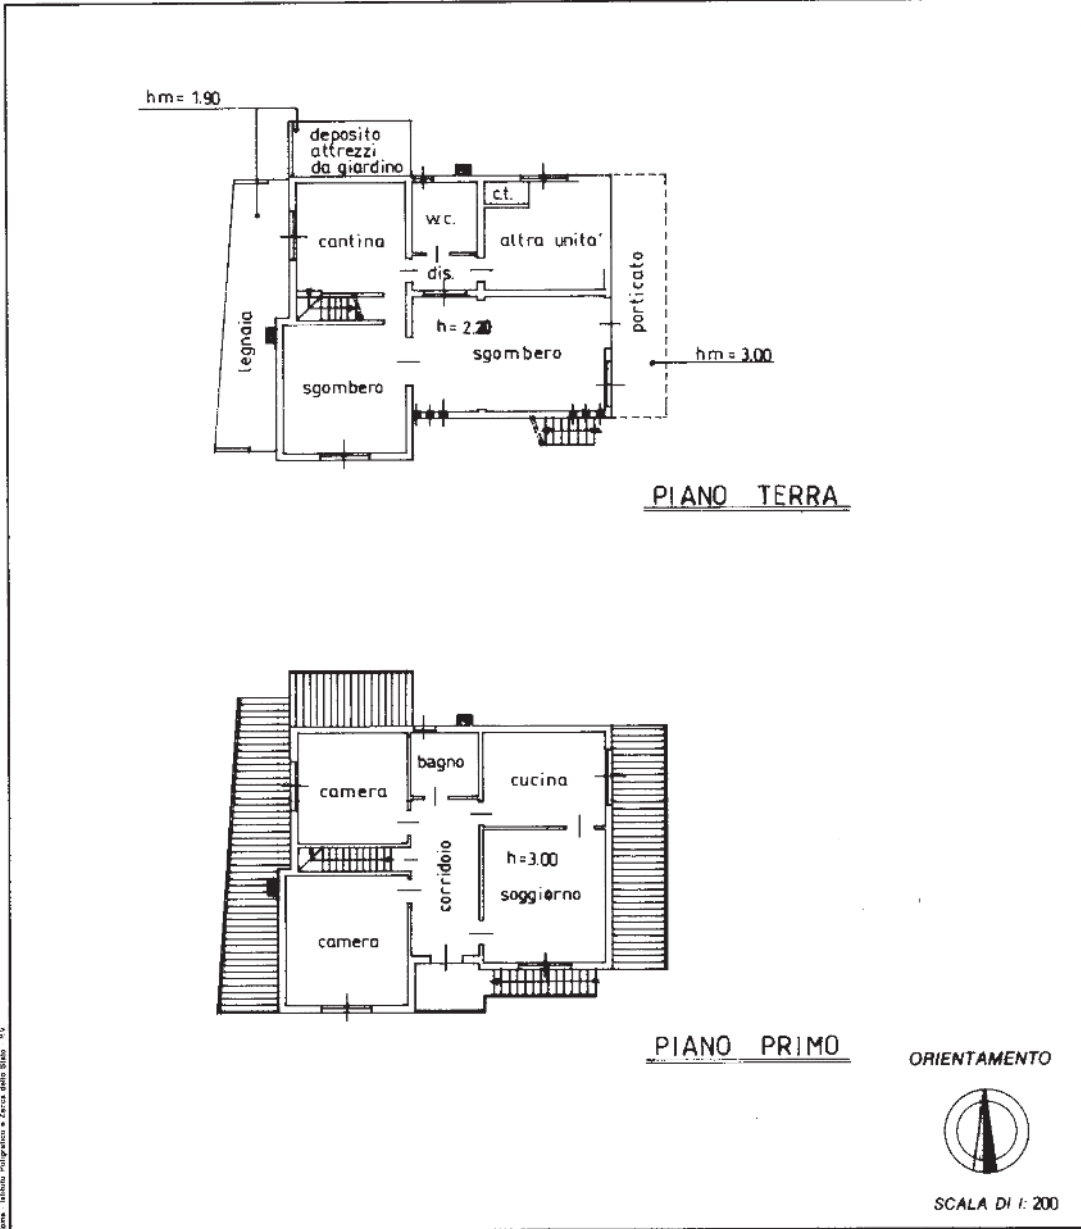 hm= 1.90
deposito
attrezzi
da giardino
c.t.
w.c.
cantina
altra unita'
dis.
porticato
legnaia
h= 2.20
sgombero
hm= 3.00
sgombero
PIANO TERRA
bagno
cucina
camera
corridoio
h=3.00
soggiorno
camera
PIANO PRIMO
ORIENTAMENTO
SCALA DI 1: 200